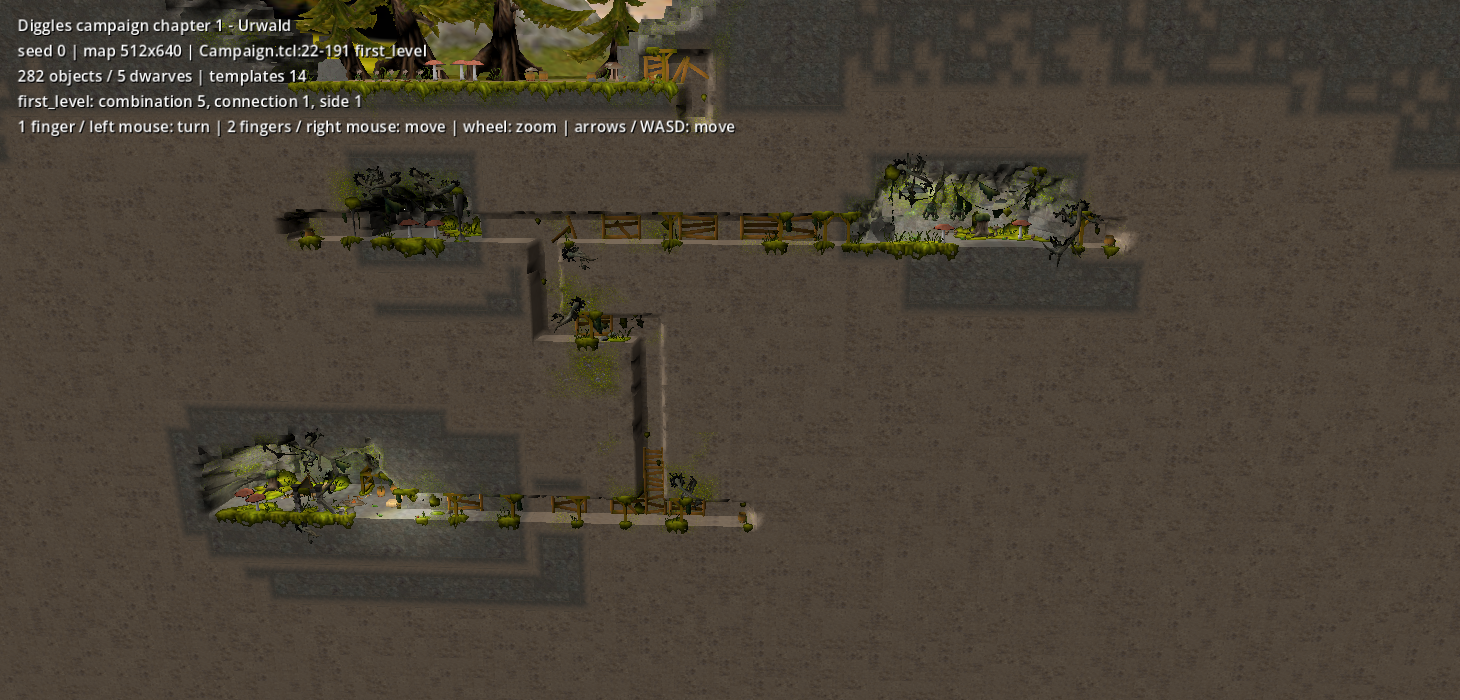 Diggles campaign chapter 1 - Urwald
seed 0 | map 512x640 | Campaign.tcl:22-191 first_level
282 objects / 5 dwarves | templates 14
first_level: combination 5, connection 1, side 1
1 finger / left mouse: turn | 2 fingers / right mouse: move | wheel: zoom | arrows / WASD: move